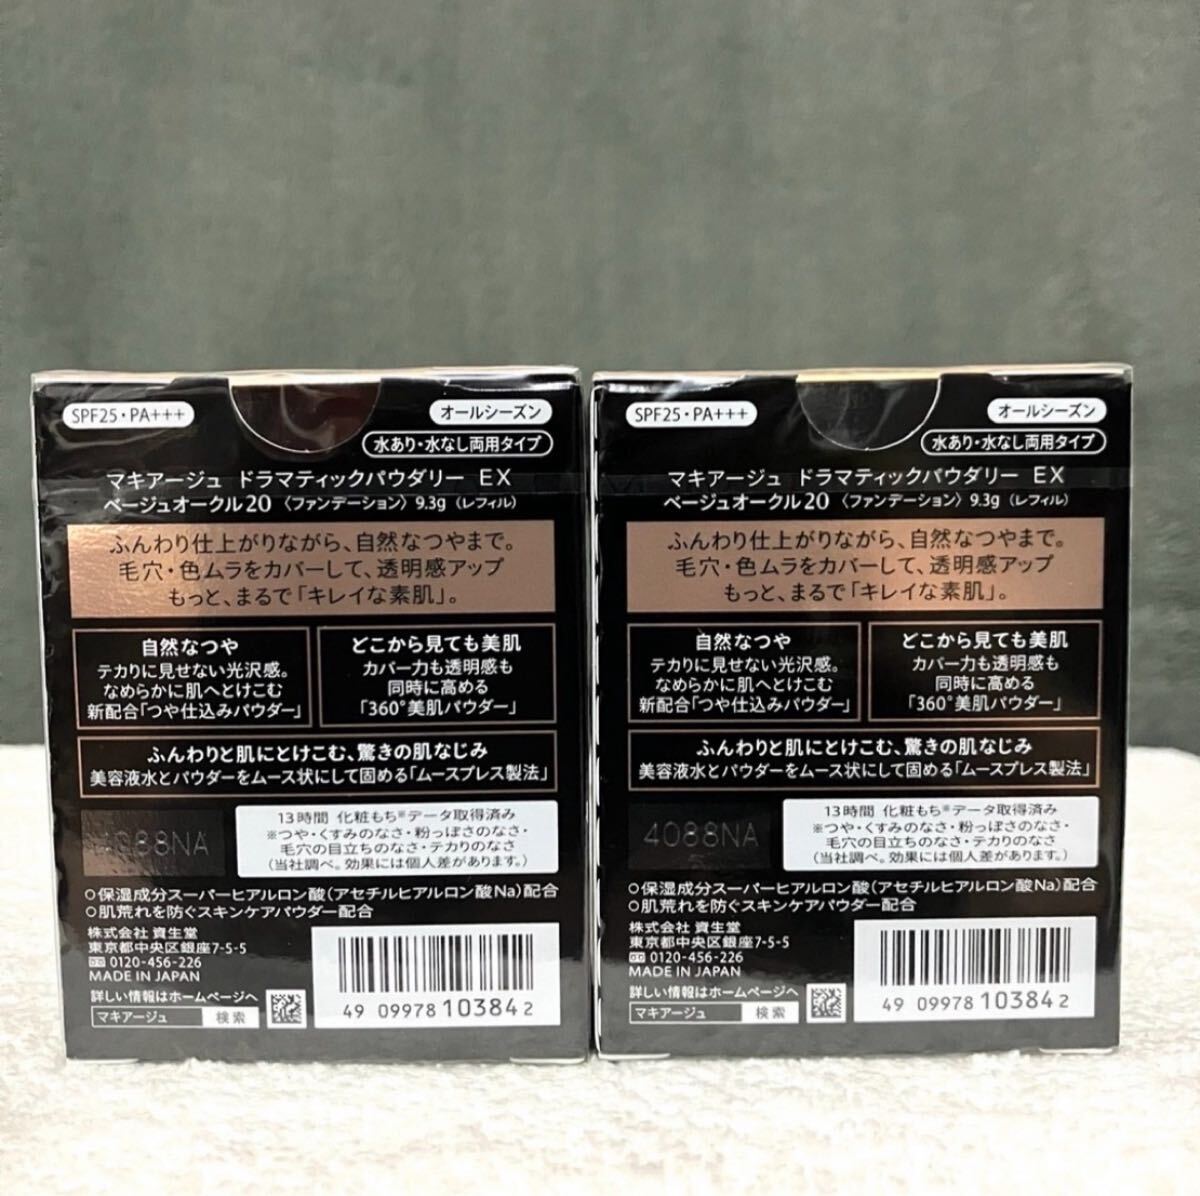 SPF25・PA+++
オールシーズン
水あり・水なし両用タイプ
マキアージュ ドラマティックパウダリー EX
ベージュオークル20 〈ファンデーション〉 9.3g (レフィル)
ふんわり仕上がりながら、自然なつやまで。
毛穴・色ムラをカバーして、透明感アップ
もっと、まるで「キレイな素肌」。
自然なつや
テカりに見せない光沢感。
なめらかに肌へとけこむ
新配合「つや仕込みパウダー」
どこから見ても美肌
カバー力も透明感も
同時に高める
「360°美肌パウダー」
ふんわりと肌にとけこむ、驚きの肌なじみ
美容液水とパウダーをムース状にして固める「ムースプレス製法」
88NA
13時間 化粧もち※データ取得済み
※つや・くすみのなさ・粉っぽさのなさ・
毛穴の目立ちのなさ・テカりのなさ
(当社調べ。効果には個人差があります。)
○保湿成分スーパーヒアルロン酸(アセチルヒアルロン酸Na)配合
○肌荒れを防ぐスキンケアパウダー配合
株式会社 資生堂
東京都中央区銀座7-5-5
0120-456-226
MADE IN JAPAN
詳しい情報はホームページへ
マキアージュ 検索
49 09978 103842
SPF25・PA+++
オールシーズン
水あり・水なし両用タイプ
マキアージュ ドラマティックパウダリー EX
ベージュオークル20 〈ファンデーション〉 9.3g (レフィル)
ふんわり仕上がりながら、自然なつやまで。
毛穴・色ムラをカバーして、透明感アップ
もっと、まるで「キレイな素肌」。
自然なつや
テカりに見せない光沢感。
なめらかに肌へとけこむ
新配合「つや仕込みパウダー」
どこから見ても美肌
カバー力も透明感も
同時に高める
「360°美肌パウダー」
ふんわりと肌にとけこむ、驚きの肌なじみ
美容液水とパウダーをムース状にして固める「ムースプレス製法」
4088NA
13時間 化粧もち※データ取得済み
※つや・くすみのなさ・粉っぽさのなさ・
毛穴の目立ちのなさ・テカりのなさ
(当社調べ。効果には個人差があります。)
○保湿成分スーパーヒアルロン酸(アセチルヒアルロン酸Na)配合
○肌荒れを防ぐスキンケアパウダー配合
株式会社 資生堂
東京都中央区銀座7-5-5
0120-456-226
MADE IN JAPAN
詳しい情報はホームページへ
マキアージュ 検索
49 09978 103842